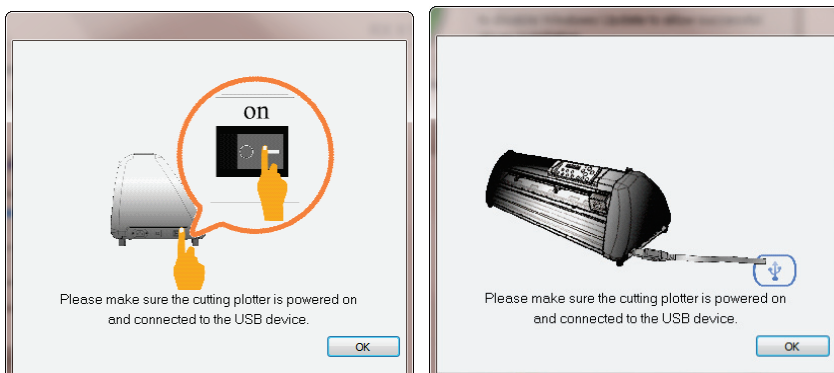 on
Please make sure the cutting plotter is powered on
and connected to the USB device.
OK
Please make sure the cutting plotter is powered on
and connected to the USB device.
OK